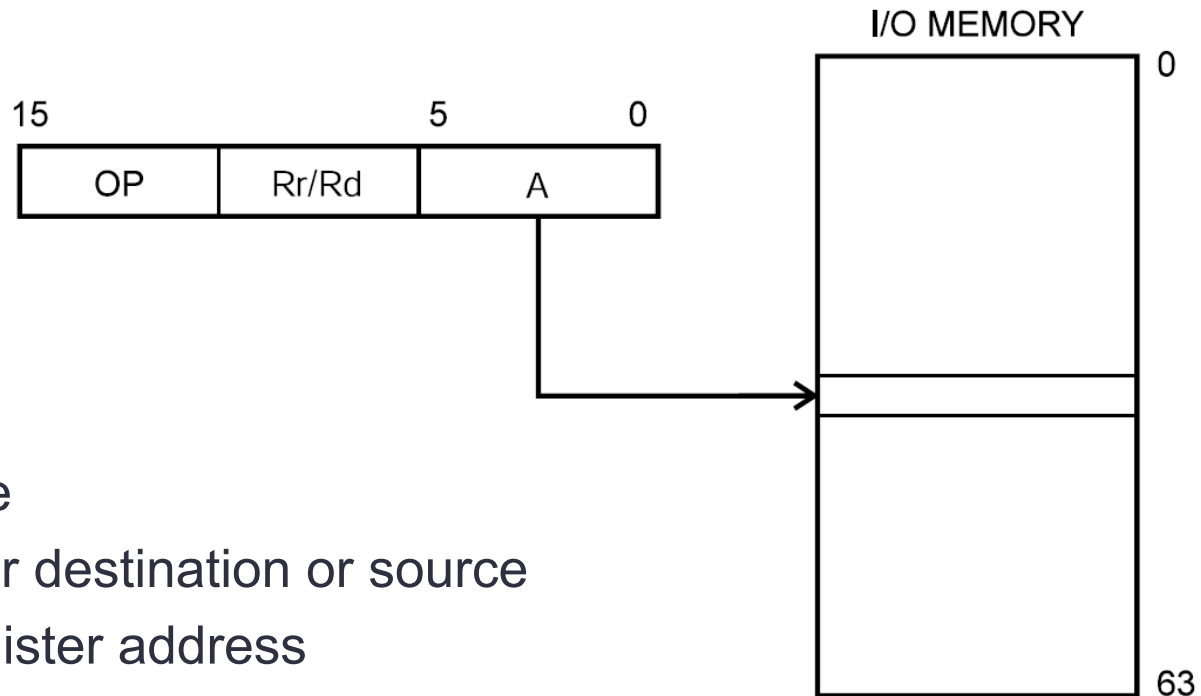 I/O MEMORY
0
15 5 0
OP Rr/Rd A
e
r destination or source
ister address
63